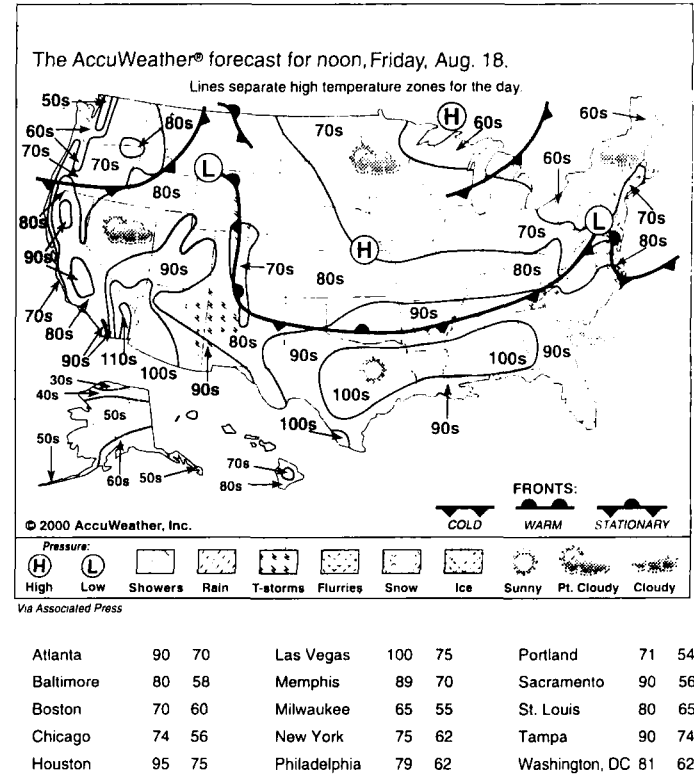 The AccuWeather® forecast for noon, Friday, Aug. 18.
Lines separate high temperature zones for the day.
50s
60s
70s
80s
70s
80s
70s
H
60s
60s
60s
L
80s
90s
70s
80s
90s
110s
100s
90s
90s
70s
80s
H
80s
70s
80s
L
70s
80s
90s
90s
100s
100s
90s
90s
100s
30s
40s
50s
50s
60s
50s
70s
80s
FRONTS:
COLD WARM STATIONARY
© 2000 AccuWeather, Inc.
Pressure:
H L
High Low Showers Rain T-storms Flurries Snow Ice Sunny Pt. Cloudy Cloudy
Via Associated Press
Atlanta 90 70 Las Vegas 100 75 Portland 71 54
Baltimore 80 58 Memphis 89 70 Sacramento 90 56
Boston 70 60 Milwaukee 65 55 St. Louis 80 65
Chicago 74 56 New York 75 62 Tampa 90 74
Houston 95 75 Philadelphia 79 62 Washington, DC 81 62